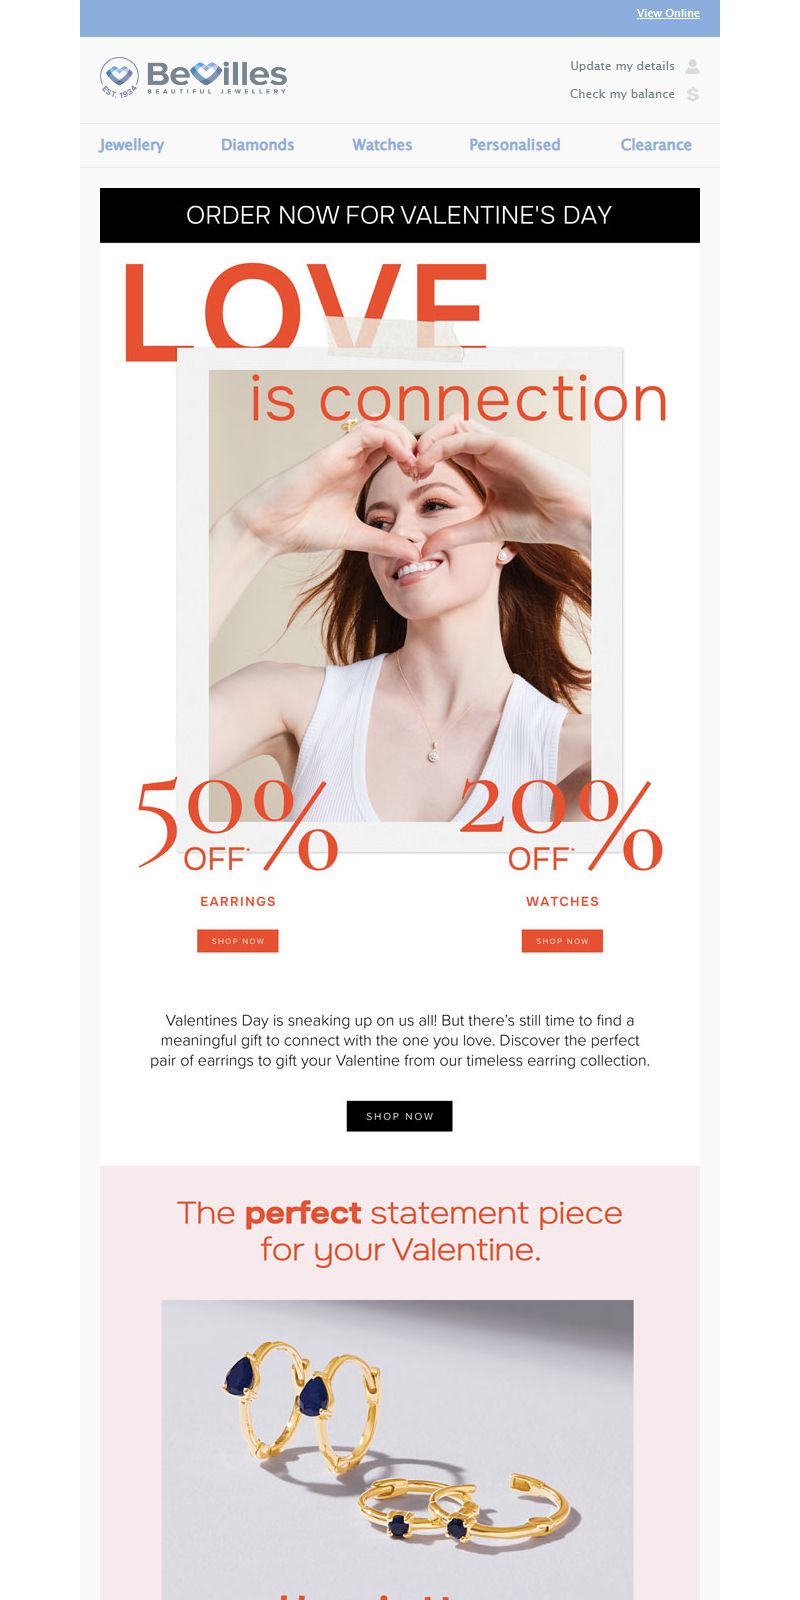 View Online
EST. 1934
Bevilles
BEAUTIFUL JEWELLERY
Update my details
Check my balance
Jewellery Diamonds Watches Personalised Clearance
ORDER NOW FOR VALENTINE'S DAY
LOVE
is connection
50% OFF*
20% OFF*
EARRINGS
WATCHES
SHOP NOW
SHOP NOW
Valentines Day is sneaking up on us all! But there’s still time to find a
meaningful gift to connect with the one you love. Discover the perfect
pair of earrings to gift your Valentine from our timeless earring collection.
SHOP NOW
The perfect statement piece
for your Valentine.